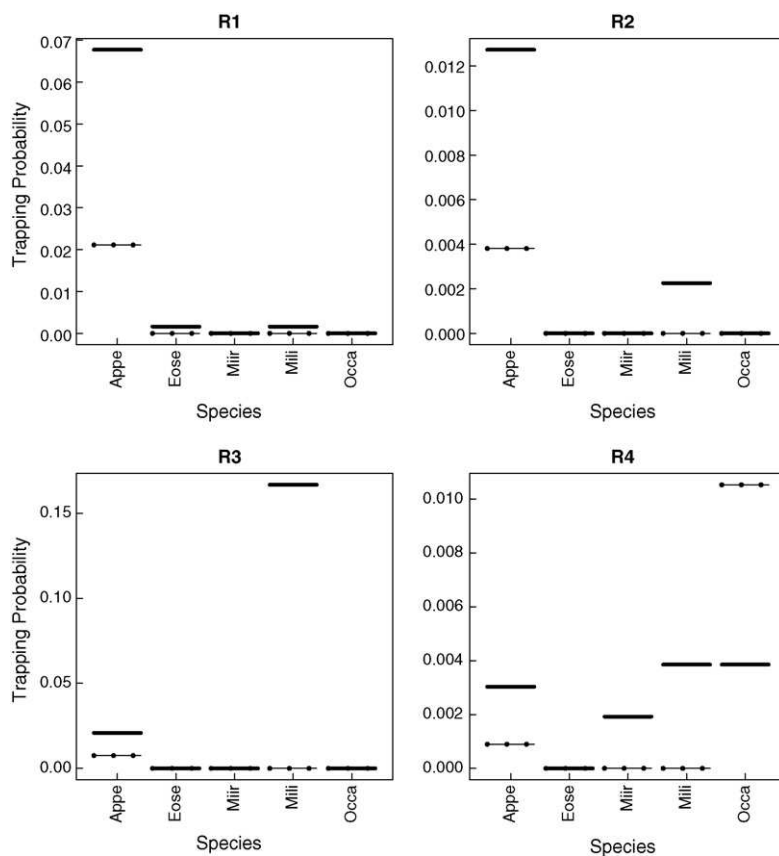 R1
R2
Trapping Probability
0.07
0.06
0.05
0.04
0.03
0.02
0.01
0.00
0.012
0.010
0.008
0.006
0.004
0.002
0.000
Appe
Eose
Miir
Mili
Occa
Appe
Eose
Miir
Mili
Occa
Species
Species
R3
R4
Trapping Probability
0.15
0.10
0.05
0.00
0.010
0.008
0.006
0.004
0.002
0.000
Appe
Eose
Miir
Mili
Occa
Appe
Eose
Miir
Mili
Occa
Species
Species